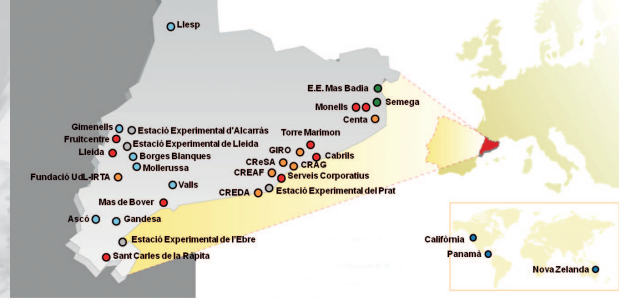 Llesp
E.E. Mas Badia
Semega
Monells
Centa
Gimenells
Estació Experimental d'Alcarràs
Torre Marimon
Fruitcentre
Estació Experimental de Lleida
GIRO
Lleida
Borges Blanques
Cabrils
CReSA
CRAG
Mollerussa
CREAF
Fundació UdL-IRTA
Serveis Corporatius
Valls
Estació Experimental del Prat
CREDA
Mas de Bover
Ascó
Gandesa
Estació Experimental de l'Ebre
Califòrnia
Panamà
Sant Carles de la Ràpita
Nova Zelanda